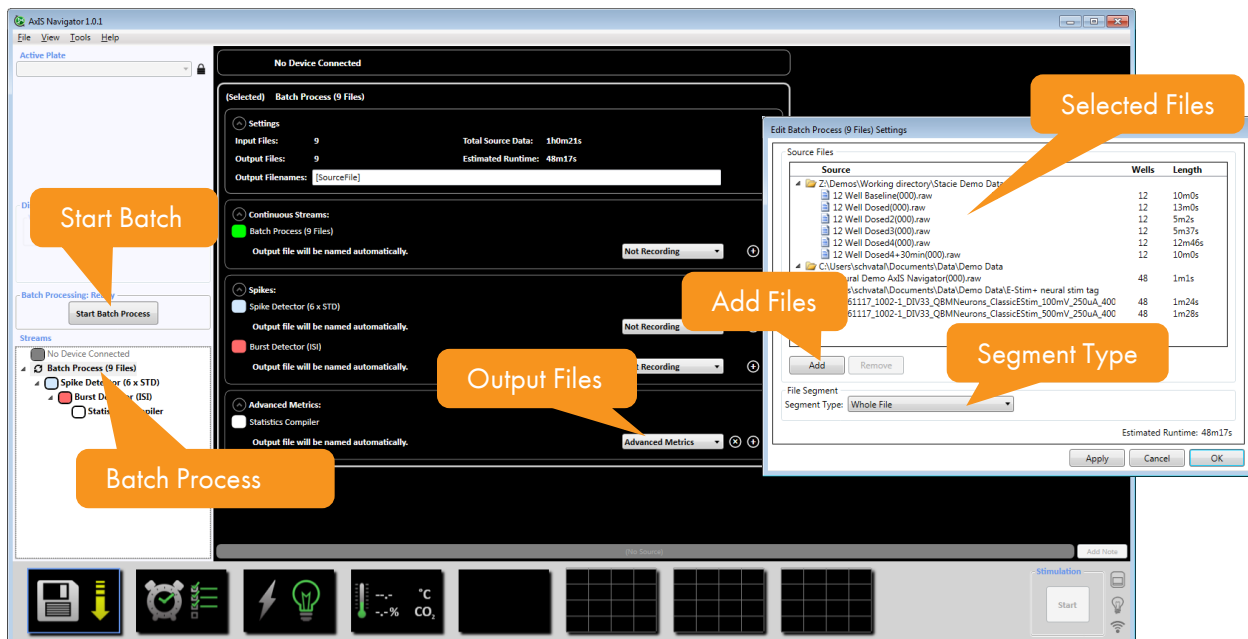 AxIS Navigator 1.0.1
File View Tools Help
Active Plate
No Device Connected
(Selected) Batch Process (9 Files)
Settings
Input Files: 9 Total Source Data: 1h0m21s
Output Files: 9 Estimated Runtime: 48m17s
Output Filenames: [SourceFile]
Continuous Streams:
Batch Process (9 Files)
Output file will be named automatically. Not Recording
Spikes:
Spike Detector (6 x STD)
Output file will be named automatically. Not Recording
Burst Detector (ISI)
Output file will be named automatically. Recording
Advanced Metrics:
Statistics Compiler
Output file will be named automatically. Advanced Metrics
Start Batch
Batch Processing:
Start Batch Process
Streams
No Device Connected
Batch Process (9 Files)
Spike (6 x STD)
Burst (ISI)
Batch Process
Output Files
Selected Files
Edit Batch Process (9 Files) Settings
Source Files
Source Wells Length
Z:\Demos\Working directory\Stacie Demo Data
12 Well Baseline(000).raw 12 10m0s
12 Well Dosed(000).raw 12 13m0s
12 Well Dosed2(000).raw 12 5m2s
12 Well Dosed3(000).raw 12 5m37s
12 Well Dosed4(000).raw 12 12m46s
12 Well Dosed4+30min(000).raw 12 10m0s
C:\Users\schvatal\Documents\Data\Demo Data
Demo AxIS Navigator(000).raw 48 1m1s
schvatal\Documents\Data\Demo Data\E-Stim+ neural stim tag
61117_1002-1_DIV33_QBMNeurons_ClassicEStim_100mV_250uA_400 48 1m24s
61117_1002-1_DIV33_QBMNeurons_ClassicEStim_500mV_250uA_400 48 1m28s
Add Files
Segment Type
Add Remove
File Segment
Segment Type: Whole File
Estimated Runtime: 48m17s
Apply Cancel OK
(No Source) Add Note
--.- °C
-.-% CO2
Stimulation
Start